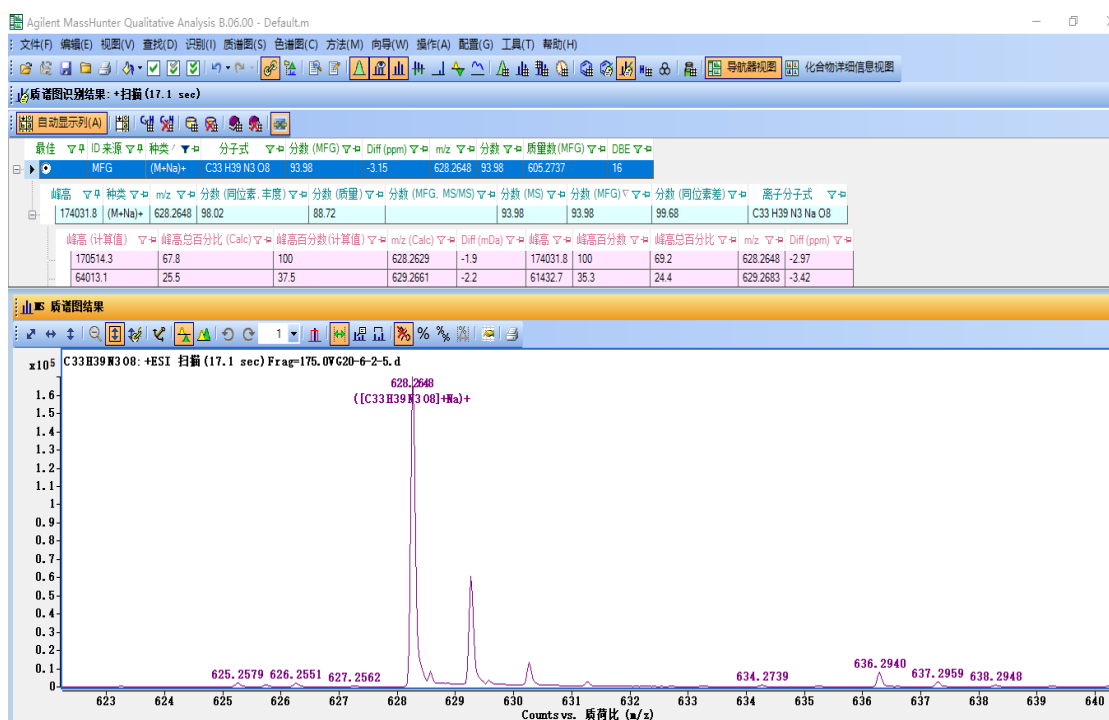 Agilent MassHunter Qualitative Analysis B.06.00 - Default.m
文件(F) 编辑(E) 视图(V) 查找(D) 识别(I) 质谱图(S) 色谱图(C) 方法(M) 向导(W) 操作(A) 配置(G) 工具(T) 帮助(H)
1 导航器视图 化合物详细信息视图
质谱图识别结果: +扫描(17.1 sec)
自动显示列(A)
最佳 ID 来源 种类 分子式 分数 (MFG) Diff (ppm) m/z 分数 质量数(MFG) DBE
MFG (M+Na)+ C33 H39 N3 O8 93.98 -3.15 628.2648 93.98 605.2737 16
峰高 种类 m/z 分数 (同位素.丰度) 分数 (质量) 分数 (MFG, MS/MS) 分数 (MS) 分数 (MFG) 分数 (同位素差) 离子分子式
174031.8 (M+Na)+ 628.2648 98.02 88.72 93.98 93.98 99.68 C33 H39 N3 Na O8
峰高 (计算值) 峰高总百分比 (Calc) 峰高百分数(计算值) m/z (Calc) Diff (mDa) 峰高 峰高百分数 峰高总百分比 m/z Diff (ppm)
170514.3 67.8 100 628.2629 -1.9 174031.8 100 69.2 628.2648 -2.97
64013.1 25.5 37.5 629.2661 -2.2 61432.7 35.3 24.4 629.2683 -3.42
MS 质谱图结果
1 % %
x10⁵ C33H39N3O8: +ESI 扫描(17.1 sec) Frag=175.0V G20-6-2-5.d
628.2648
([C33H39N3O8]+Na)+
1.6
1.5
1.4
1.3
1.2
1.1
1
0.9
0.8
0.7
0.6
0.5
0.4
0.3
0.2
0.1
0
625.2579 626.2551 627.2562 634.2739 636.2940 637.2959 638.2948
623 624 625 626 627 628 629 630 631 632 633 634 635 636 637 638 639 640
Counts vs. 质荷比 (m/z)